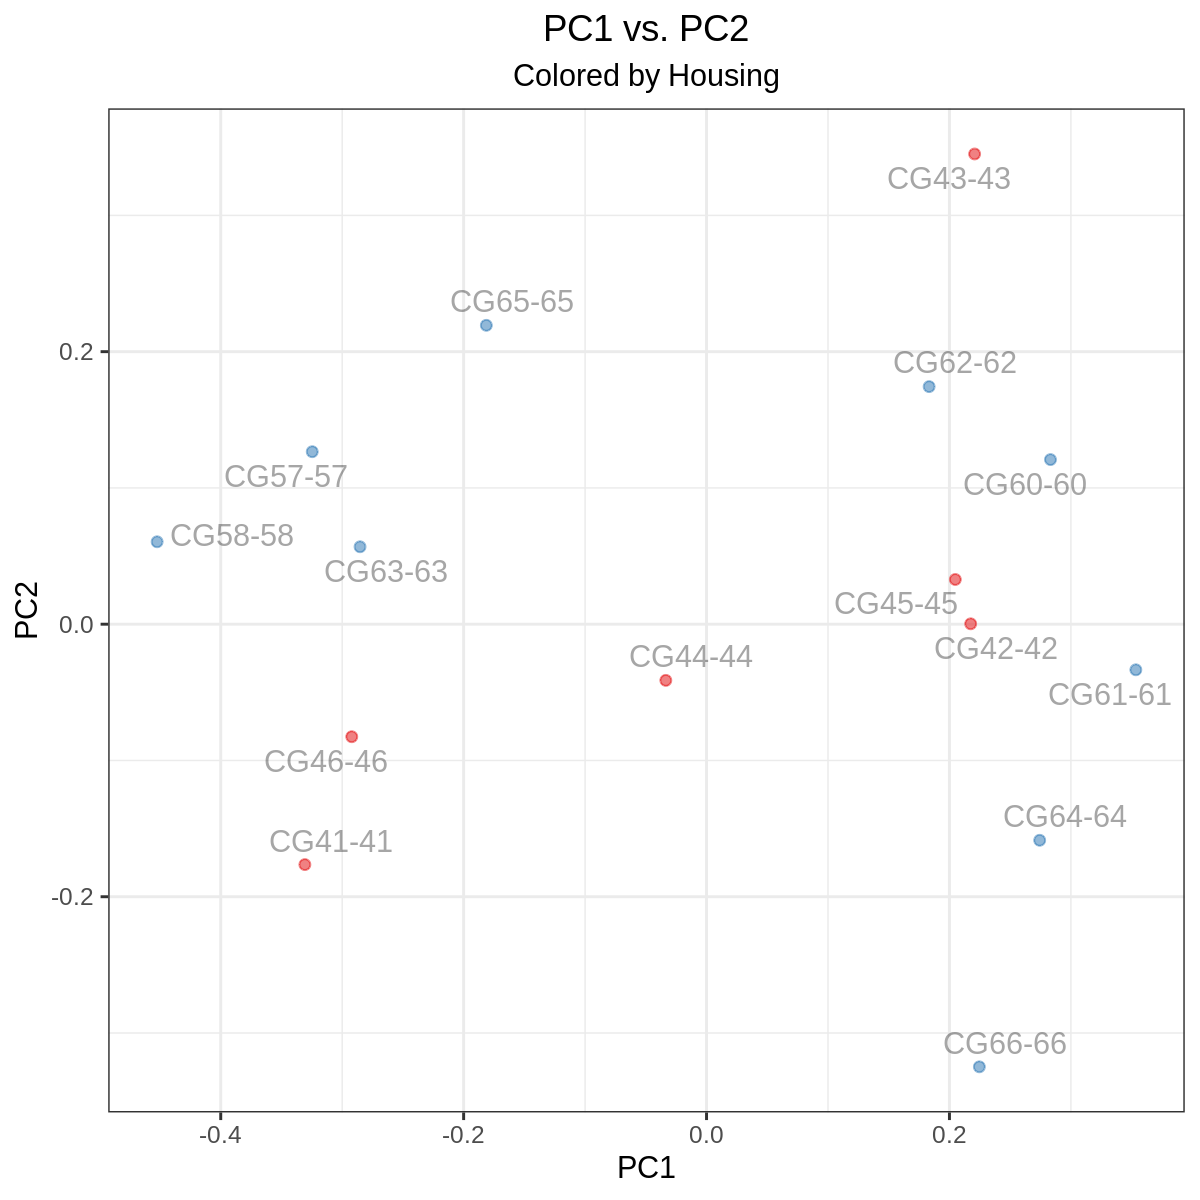 PC1 vs. PC2
Colored by Housing
CG43-43
CG65-65
0.2
CG62-62
CG57-57
CG60-60
CG58-58
CG63-63
CG45-45
PC2
0.0
CG42-42
CG44-44
CG61-61
CG46-46
CG64-64
CG41-41
-0.2
CG66-66
-0.4
-0.2
0.0
0.2
PC1